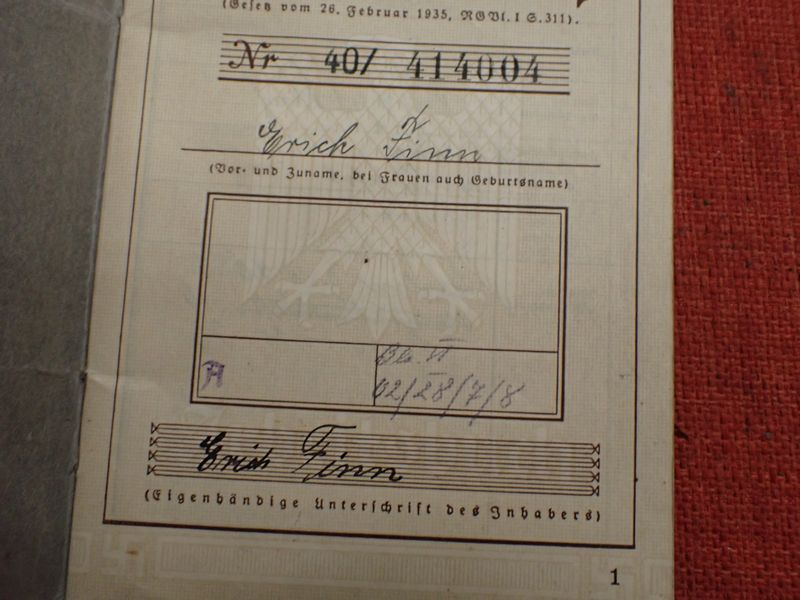 (Gesetz vom 26. Februar 1935, RGBl. I S. 311).
Nr 40/ 414004
Erich Finn
(Vor- und Zuname, bei Frauen auch Geburtsname)
A
02/28/7/8
Erich Finn
(Eigenhändige Unterschrift des Inhabers)
1